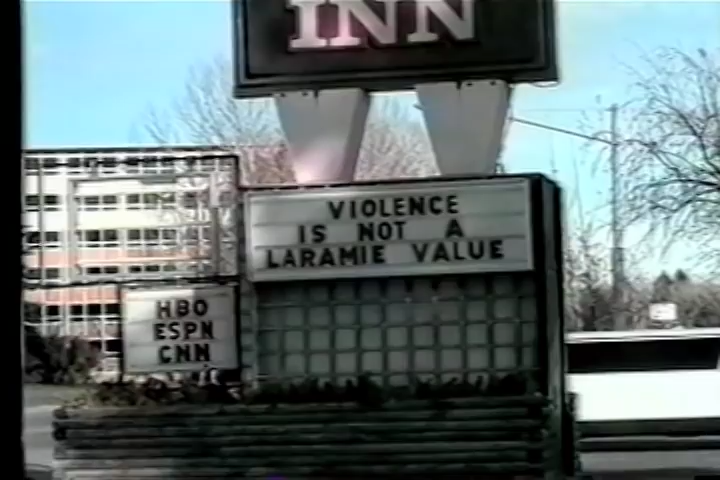 INN
VIOLENCE
IS NOT A
LARAMIE VALUE
HBO
ESPN
CNN